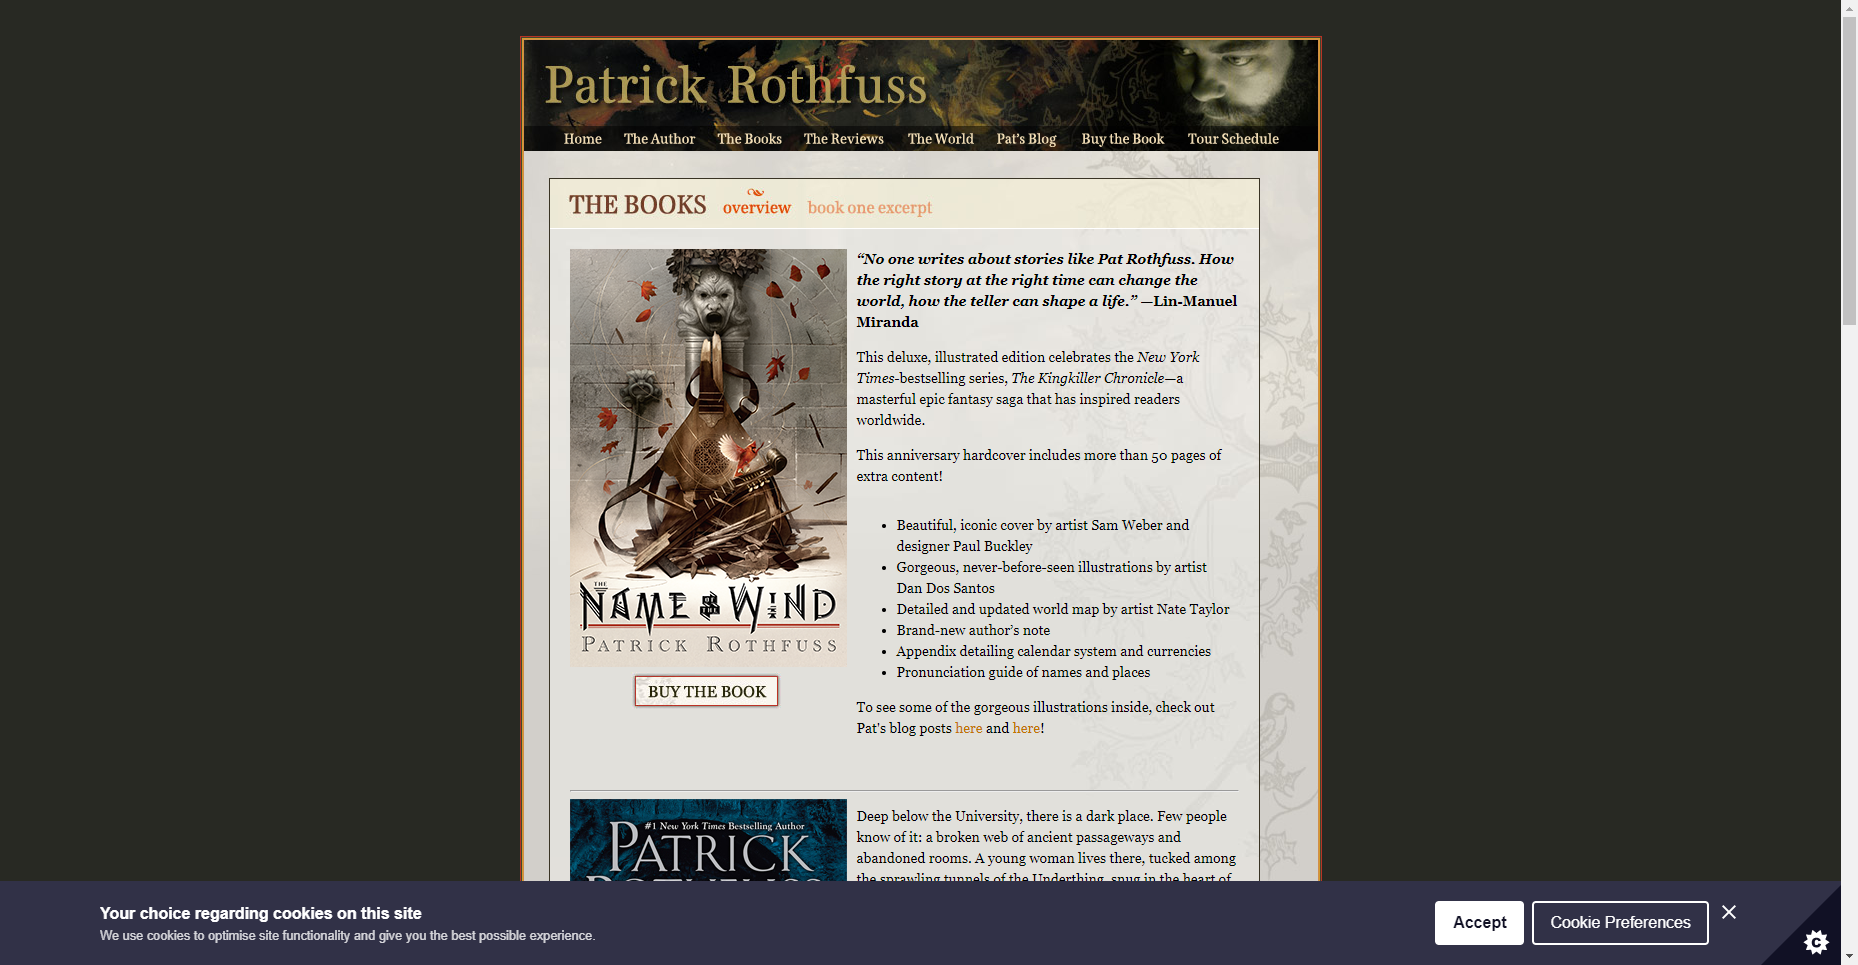 Patrick Rothfuss
Home The Author The Books The Reviews The World Pat's Blog Buy the Book Tour Schedule
THE BOOKS overview book one excerpt
THE
NAME OF THE WIND
PATRICK ROTHFUSS
BUY THE BOOK
“No one writes about stories like Pat Rothfuss. How
the right story at the right time can change the
world, how the teller can shape a life.” —Lin-Manuel
Miranda
This deluxe, illustrated edition celebrates the New York
Times-bestselling series, The Kingkiller Chronicle—a
masterful epic fantasy saga that has inspired readers
worldwide.
This anniversary hardcover includes more than 50 pages of
extra content!
• Beautiful, iconic cover by artist Sam Weber and
designer Paul Buckley
• Gorgeous, never-before-seen illustrations by artist
Dan Dos Santos
• Detailed and updated world map by artist Nate Taylor
• Brand-new author’s note
• Appendix detailing calendar system and currencies
• Pronunciation guide of names and places
To see some of the gorgeous illustrations inside, check out
Pat's blog posts here and here!
#1 New York Times Bestselling Author
PATRICK
ROTHFUSS
Deep below the University, there is a dark place. Few people
know of it: a broken web of ancient passageways and
abandoned rooms. A young woman lives there, tucked among
the sprawling tunnels of the Underthing, snug in the heart of
Your choice regarding cookies on this site
We use cookies to optimise site functionality and give you the best possible experience.
Accept
Cookie Preferences
C